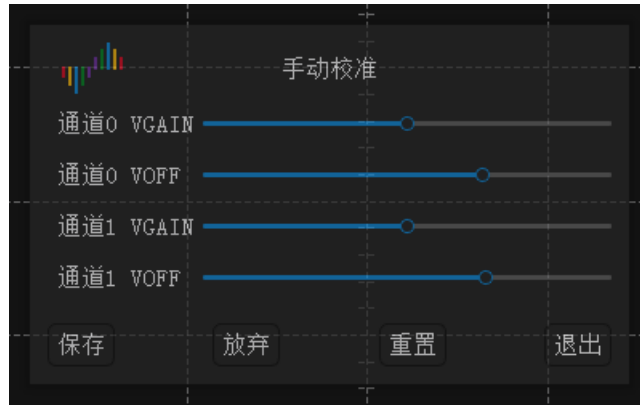 手动校准
通道0 VGAIN
通道0 VOFF
通道1 VGAIN
通道1 VOFF
保存 放弃 重置 退出